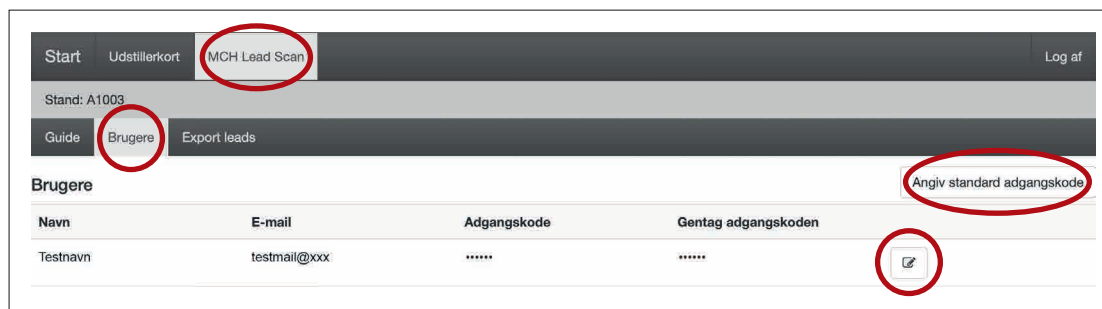 Start Udstillerkort MCH Lead Scan Log af
Stand: A1003
Guide Brugere Export leads
Brugere Angiv standard adgangskode
Navn E-mail Adgangskode Gentag adgangskoden
Testnavn testmail@xxx •••••• ••••••